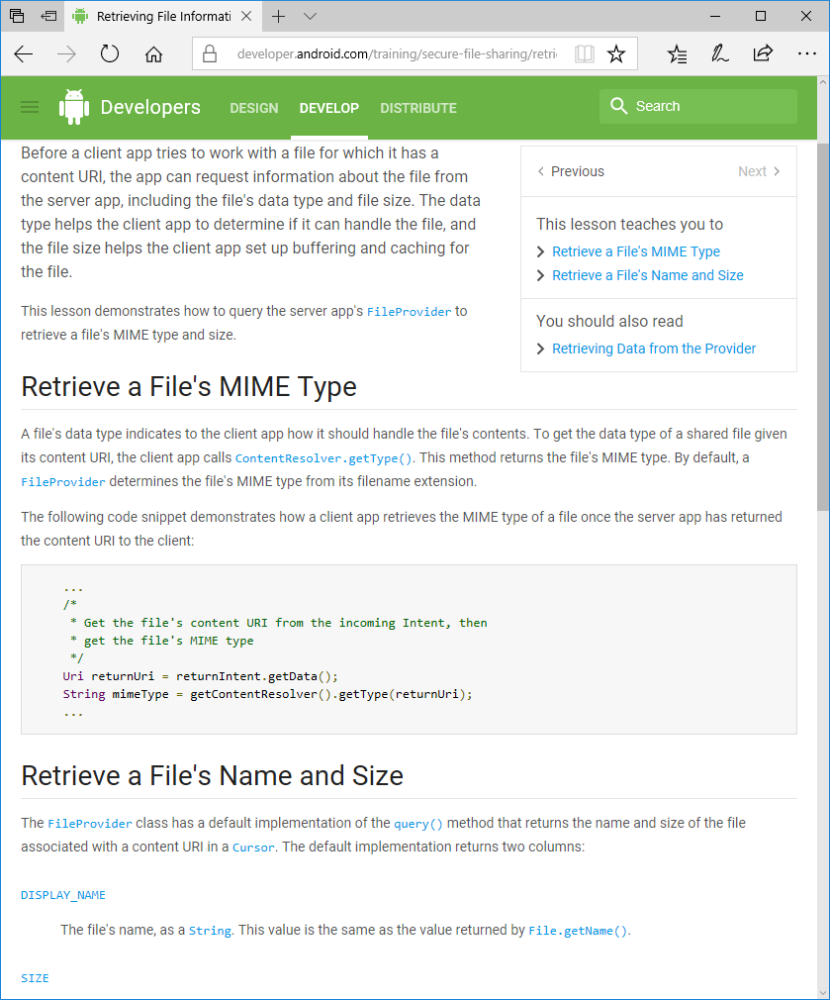 Retrieving File Informati
developer.android.com/training/secure-file-sharing/retri
Developers
DESIGN
DEVELOP
DISTRIBUTE
Search
Before a client app tries to work with a file for which it has a
content URI, the app can request information about the file from
the server app, including the file's data type and file size. The data
type helps the client app to determine if it can handle the file, and
the file size helps the client app set up buffering and caching for
the file.
This lesson demonstrates how to query the server app's FileProvider to
retrieve a file's MIME type and size.
Previous
Next
This lesson teaches you to
Retrieve a File's MIME Type
Retrieve a File's Name and Size
You should also read
Retrieving Data from the Provider
Retrieve a File's MIME Type
A file's data type indicates to the client app how it should handle the file's contents. To get the data type of a shared file given
its content URI, the client app calls ContentResolver.getType(). This method returns the file's MIME type. By default, a
FileProvider determines the file's MIME type from its filename extension.
The following code snippet demonstrates how a client app retrieves the MIME type of a file once the server app has returned
the content URI to the client:
...
/*
* Get the file's content URI from the incoming Intent, then
* get the file's MIME type
*/
Uri returnUri = returnIntent.getData();
String mimeType = getContentResolver().getType(returnUri);
...
Retrieve a File's Name and Size
The FileProvider class has a default implementation of the query() method that returns the name and size of the file
associated with a content URI in a Cursor. The default implementation returns two columns:
DISPLAY_NAME
The file's name, as a String. This value is the same as the value returned by File.getName().
SIZE